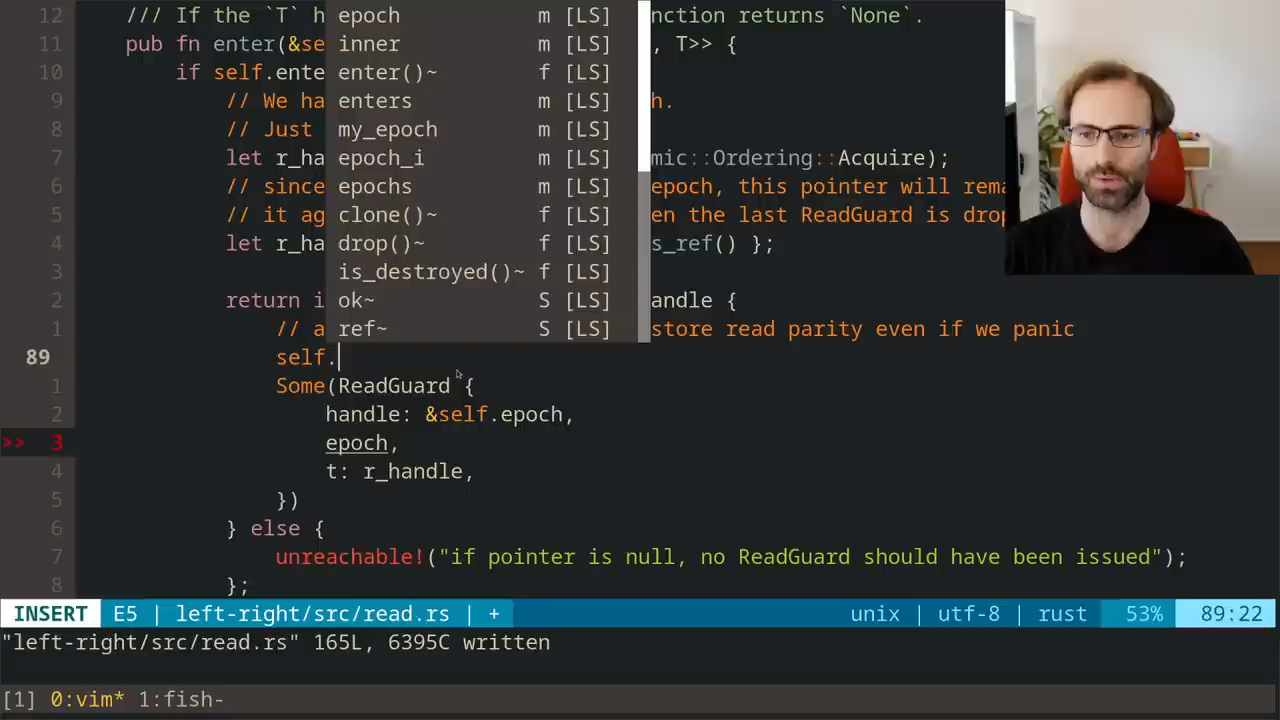 12 /// If the `T` h epoch m [LS] nction returns `None`.
11 pub fn enter(&se inner m [LS] , T>> {
10 if self.ente enter()~ f [LS]
9 // We ha enters m [LS] h.
8 // Just my_epoch m [LS]
7 let r_ha epoch_i m [LS] mic::Ordering::Acquire);
6 // since epochs m [LS] epoch, this pointer will rema
5 // it ag clone()~ f [LS] en the last ReadGuard is drop
4 let r_ha drop()~ f [LS] s_ref() };
3 is_destroyed()~ f [LS]
2 return i ok~ S [LS] andle {
1 // a ref~ S [LS] store read parity even if we panic
89 self.
1 Some(ReadGuard {
2 handle: &self.epoch,
>> 3 epoch,
4 t: r_handle,
5 })
6 } else {
7 unreachable!("if pointer is null, no ReadGuard should have been issued");
8 };
INSERT E5 | left-right/src/read.rs | + unix | utf-8 | rust 53% 89:22
"left-right/src/read.rs" 165L, 6395C written
[1] 0:vim* 1:fish-